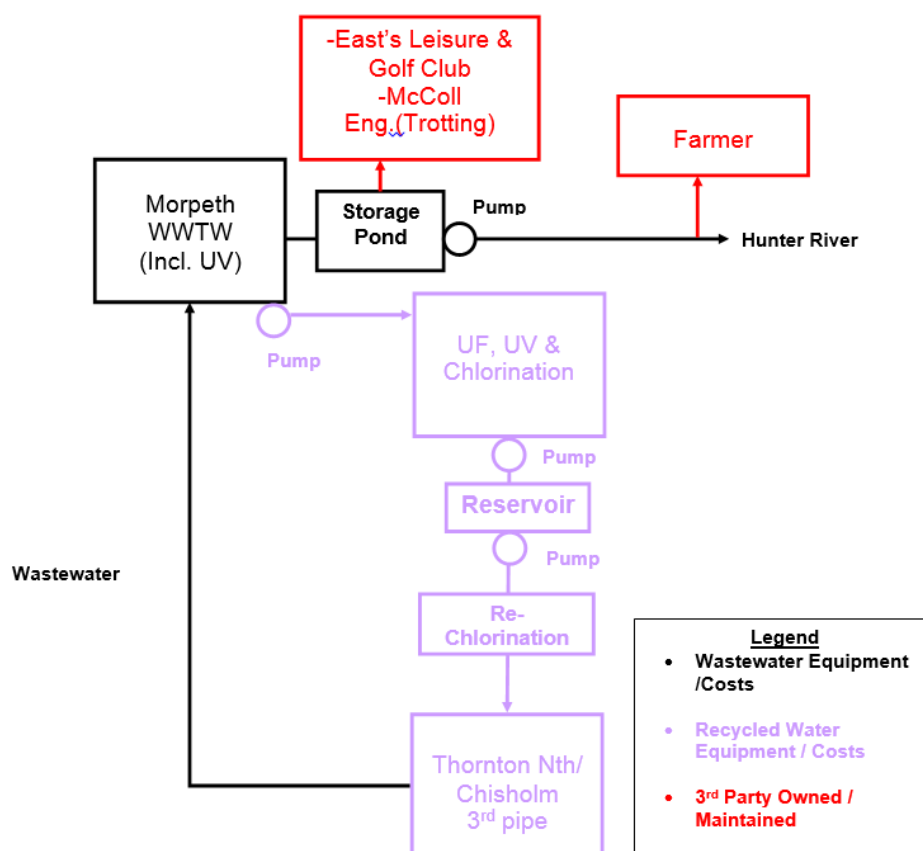 -East's Leisure &
Golf Club
-McColl
Eng.(Trotting)
Farmer
Morpeth
WWTW
(Incl. UV)
Storage
Pond
Pump
Hunter River
Pump
UF, UV &
Chlorination
Pump
Reservoir
Pump
Wastewater
Re-
Chlorination
Thornton Nth/
Chisholm
3rd pipe
Legend
• Wastewater Equipment
/Costs
• Recycled Water
Equipment / Costs
• 3rd Party Owned /
Maintained